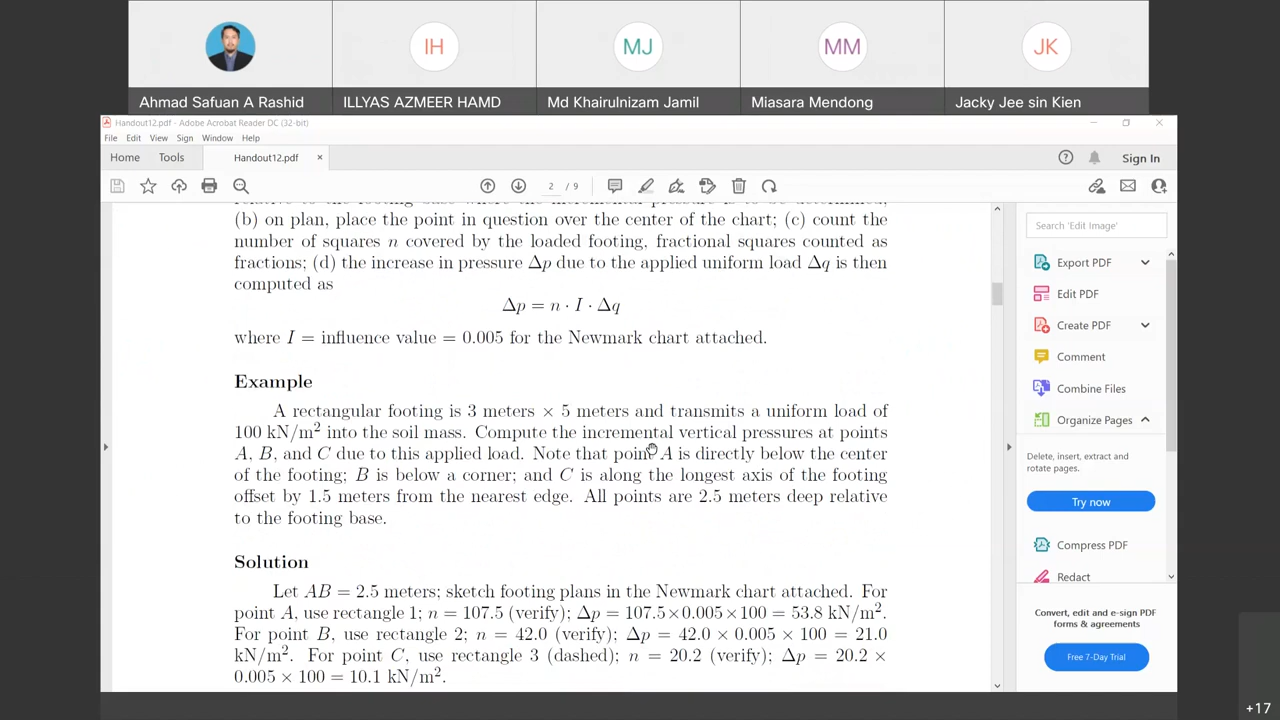 IH
MJ
MM
JK
Ahmad Safuan A Rashid
ILLYAS AZMEER HAMD
Md Khairulnizam Jamil
Miasara Mendong
Jacky Jee sin Kien
Handout12.pdf - Adobe Acrobat Reader DC (32-bit)
File Edit View Sign Window Help
Home Tools Handout12.pdf × Sign In
2 / 9
relative to the footing base where the incremental pressure is to be determined;
(b) on plan, place the point in question over the center of the chart; (c) count the
number of squares n covered by the loaded footing, fractional squares counted as
fractions; (d) the increase in pressure Δp due to the applied uniform load Δq is then
computed as
Δp = n · I · Δq
where I = influence value = 0.005 for the Newmark chart attached.
Example
A rectangular footing is 3 meters × 5 meters and transmits a uniform load of
100 kN/m² into the soil mass. Compute the incremental vertical pressures at points
A, B, and C due to this applied load. Note that point A is directly below the center
of the footing; B is below a corner; and C is along the longest axis of the footing
offset by 1.5 meters from the nearest edge. All points are 2.5 meters deep relative
to the footing base.
Solution
Let AB = 2.5 meters; sketch footing plans in the Newmark chart attached. For
point A, use rectangle 1; n = 107.5 (verify); Δp = 107.5×0.005×100 = 53.8 kN/m².
For point B, use rectangle 2; n = 42.0 (verify); Δp = 42.0 × 0.005 × 100 = 21.0
kN/m². For point C, use rectangle 3 (dashed); n = 20.2 (verify); Δp = 20.2 ×
0.005 × 100 = 10.1 kN/m².
Search 'Edit Image'
Export PDF
Edit PDF
Create PDF
Comment
Combine Files
Organize Pages
Delete, insert, extract and
rotate pages.
Try now
Compress PDF
Redact
Convert, edit and e-sign PDF
forms & agreements
Free 7-Day Trial
+17